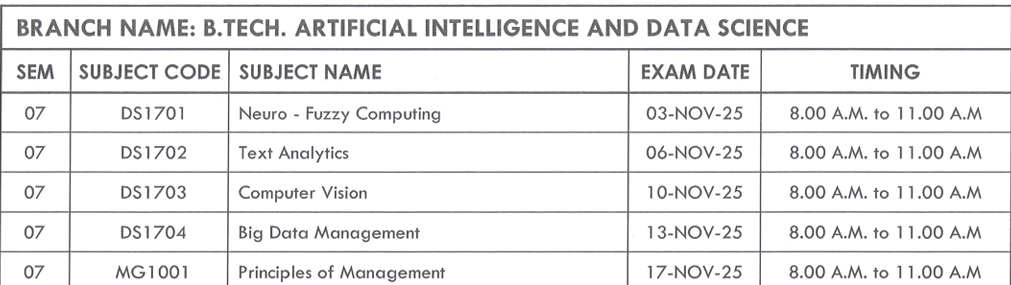 BRANCH NAME: B.TECH. ARTIFICIAL INTELLIGENCE AND DATA SCIENCE
SEM SUBJECT CODE SUBJECT NAME EXAM DATE TIMING
07 DS1701 Neuro - Fuzzy Computing 03-NOV-25 8.00 A.M. to 11.00 A.M
07 DS1702 Text Analytics 06-NOV-25 8.00 A.M. to 11.00 A.M
07 DS1703 Computer Vision 10-NOV-25 8.00 A.M. to 11.00 A.M
07 DS1704 Big Data Management 13-NOV-25 8.00 A.M. to 11.00 A.M
07 MG1001 Principles of Management 17-NOV-25 8.00 A.M. to 11.00 A.M